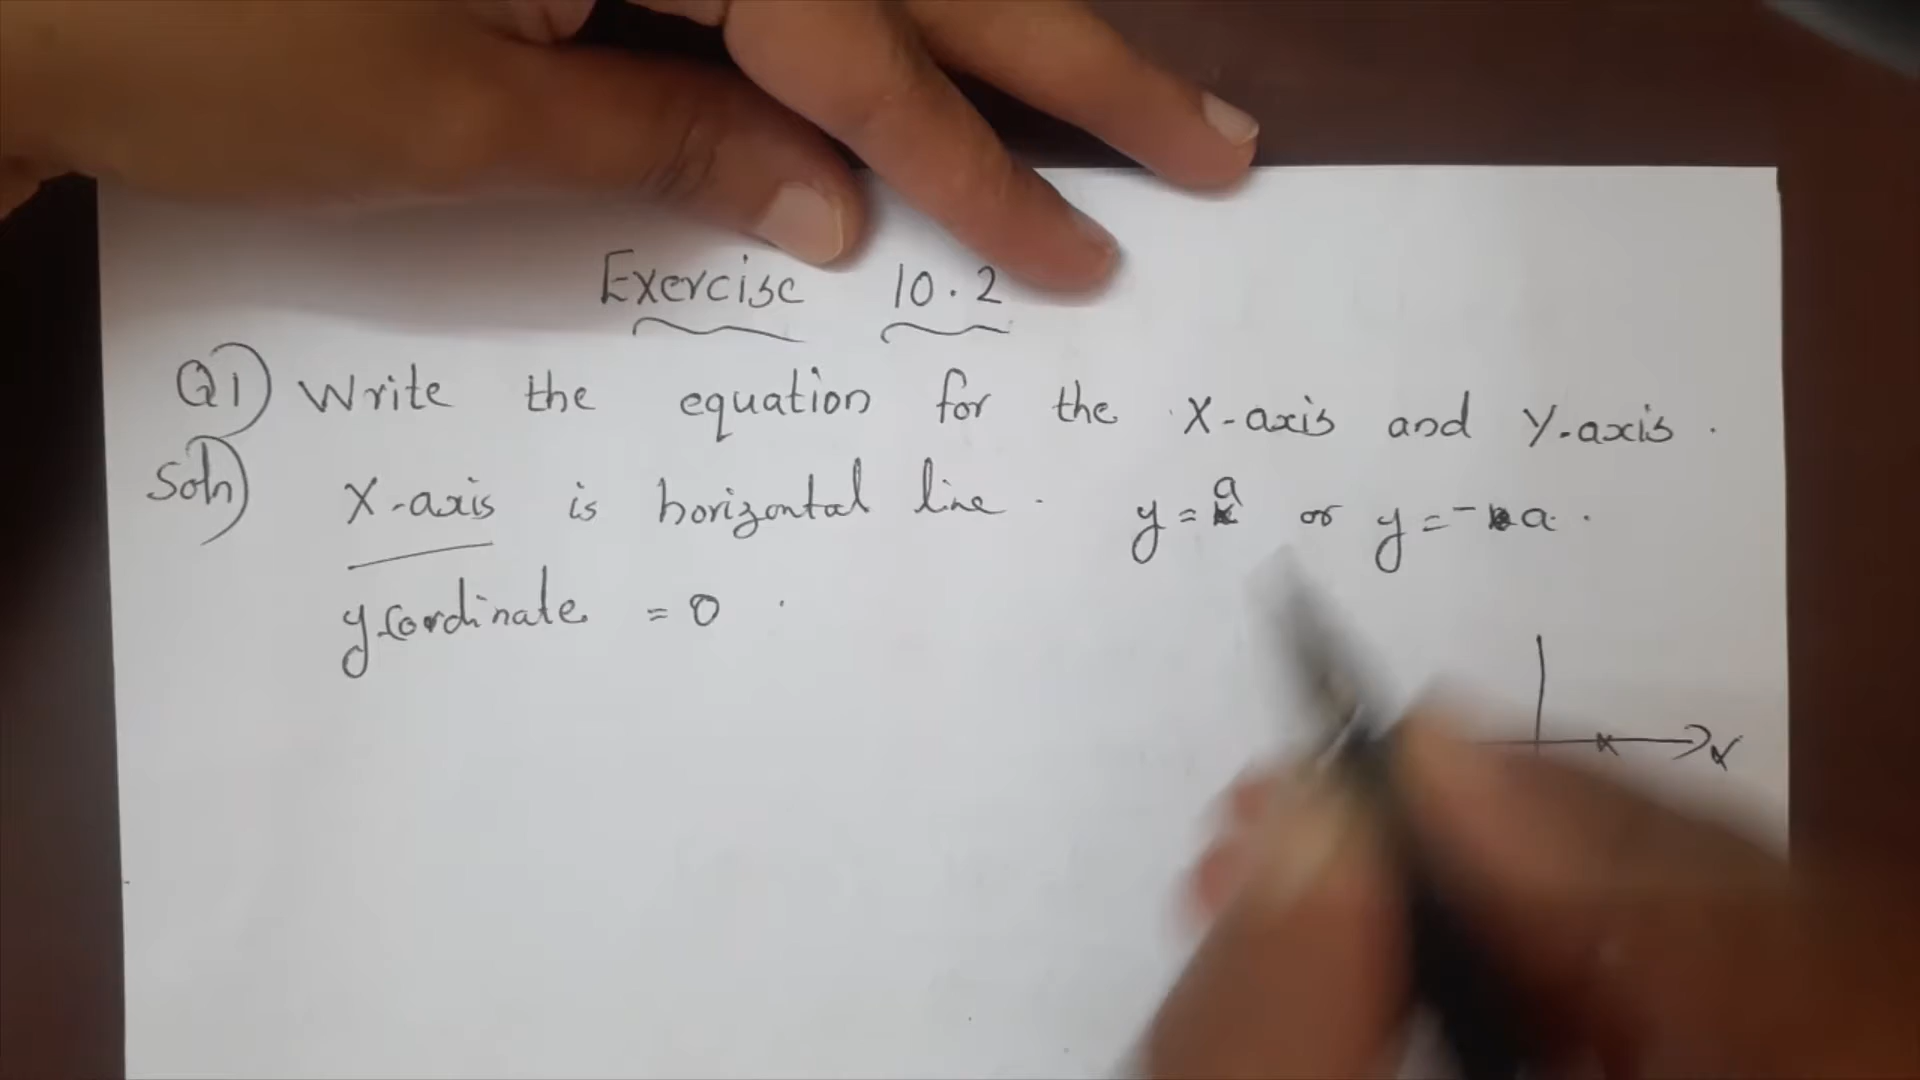 Exercise 10.2
Q1) Write the equation for the X-axis and Y-axis.
Soln) X-axis is horizontal line. y = a or y = -a.
y coordinate = 0.
X